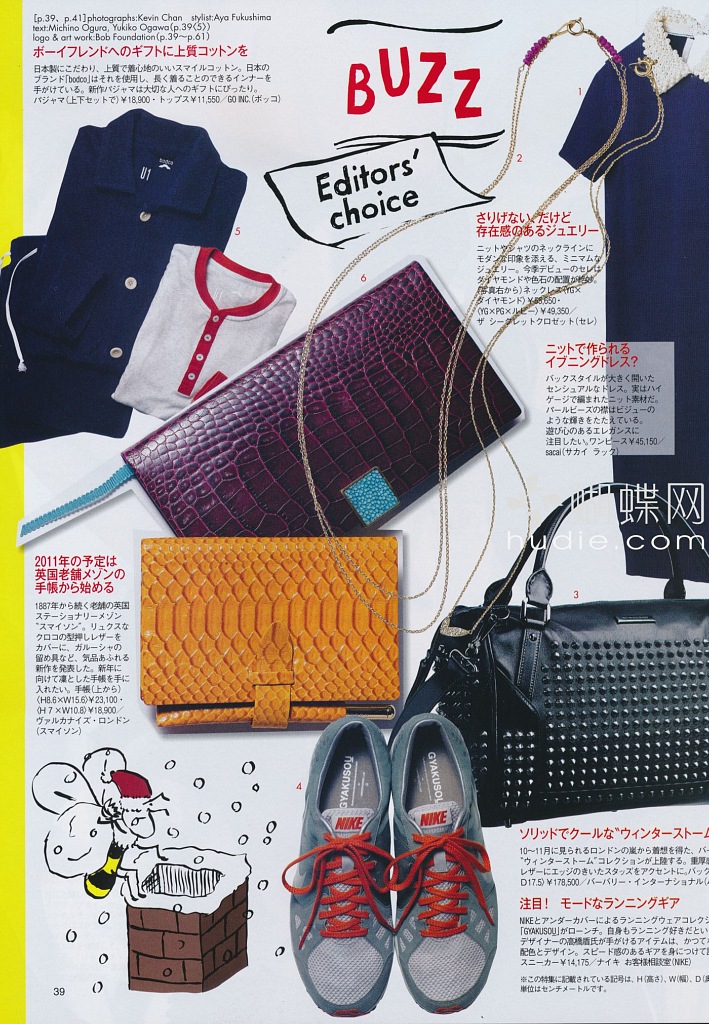 [p.39、p.41]photographs:Kevin Chan stylist:Aya Fukushima
text:Michino Ogura, Yukiko Ogawa(p.39〈5〉)
logo & art work:Bob Foundation(p.39〜p.61)
ボーイフレンドへのギフトに上質コットンを
日本製にこだわり、上質で着心地のいいスマイルコットン。日本の
ブランド「bodco」はそれを使用し、長く着ることのできるインナーを
手がけている。新作パジャマは大切な人へのギフトにぴったり。
パジャマ(上下セットで)¥18,900・トップス¥11,550/GO INC.(ボッコ)
BUZZ
Editors'
choice
1
2
bodco
U1
5
6
さりげない、だけど
存在感のあるジュエリー
ニットやシャツのネックラインに
モダンな印象を添える、ミニマムな
ジュエリー。今季デビューのセレは
ダイヤモンドや色石の配置が
(写真右から)ネックレス〈YG×
ダイヤモンド〉¥55,650・
〈YG×PG×ルビー〉¥49,350/
ザ シークレットクロゼット(セレ)
ニットで作られる
イブニングドレス?
バックスタイルが大きく開いた
センシュアルなドレス。実はハイ
ゲージで編まれたニット素材だ。
パールビーズの襟はビジューの
ような輝きをたたえている。
遊び心のあるエレガンスに
注目したい。ワンピース¥45,150/
sacai(サカイ ラック)
蝶网
hudie.com
2011年の予定は
英国老舗メゾンの
手帳から始める
1887年から続く老舗の英国
ステーショナリーメゾン
"スマイソン"。リュクスな
クロコの型押しレザーを
カバーに、ガルーシャの
留め具など、気品あふれる
新作を発表した。新年に
向けて凜とした手帳を手に
入れたい。手帳(上から)
〈H8.6×W15.6〉¥23,100・
〈H7×W10.8〉¥18,900/
ヴァルカナイズ・ロンドン
(スマイソン)
3
4
GYAKUSOU
GYAKUSOU
NIKE
NIKE
ソリッドでクールな"ウィンターストーム
10〜11月に見られるロンドンの嵐から着想を得た、バー
"ウィンターストーム"コレクションが上陸する。重厚
レザーにエッジのきいたスタッズをアクセントに。バック
D17.5)¥178,500/バーバリー・インターナショナル(
注目! モードなランニングギア
NIKEとアンダーカバーによるランニングウェアコレクシ
「GYAKUSOU」がローンチ。自身もランニング好きだとい
デザイナーの高橋盾氏が手がけるアイテムは、かつてな
配色とデザイン。スピード感のあるギアを身につけて
スニーカー¥14,175/ナイキ お客様相談室(NIKE)
※この特集に記載されている記号は、H(高さ)、W(幅)、D(奥
単位はセンチメートルです。
39